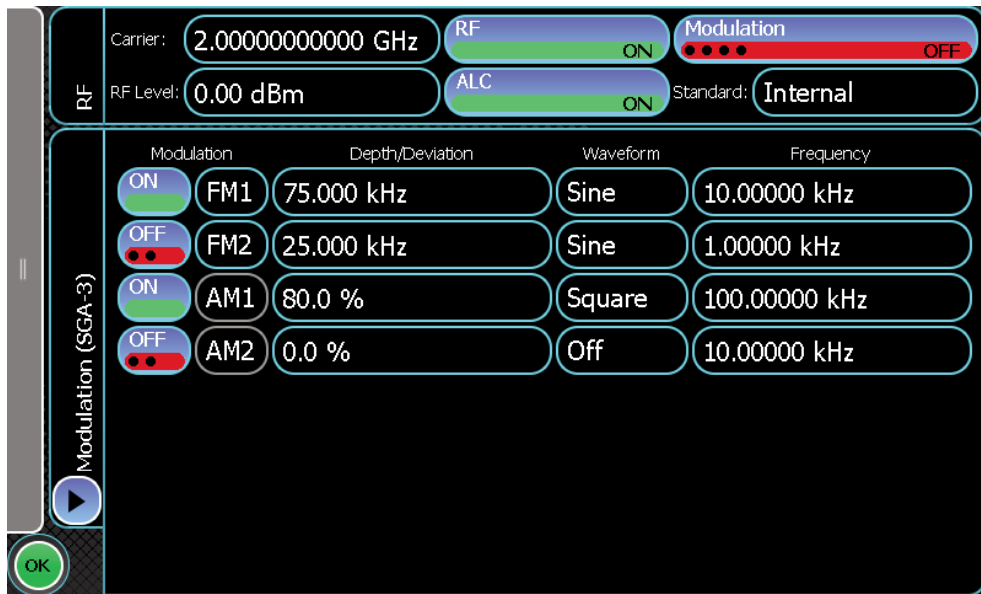 RF
Carrier: 2.00000000000 GHz RF ON Modulation OFF
RF Level: 0.00 dBm ALC ON Standard: Internal
Modulation (SGA-3)
Modulation Depth/Deviation Waveform Frequency
ON FM1 75.000 kHz Sine 10.00000 kHz
OFF FM2 25.000 kHz Sine 1.00000 kHz
ON AM1 80.0 % Square 100.00000 kHz
OFF AM2 0.0 % Off 10.00000 kHz
OK